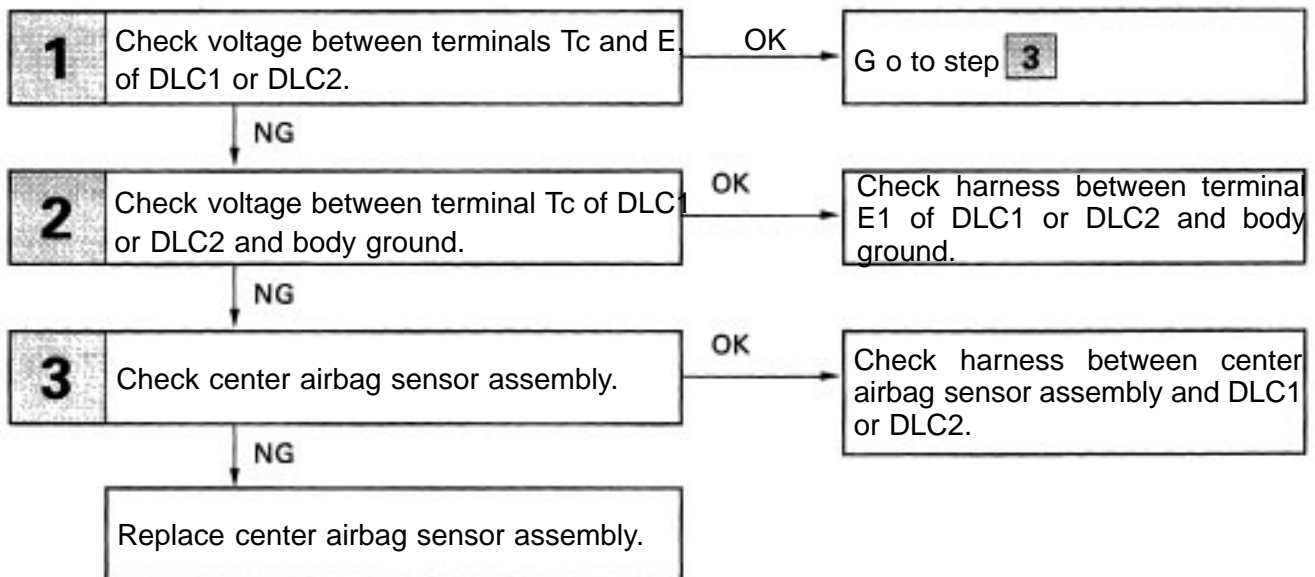 1
Check voltage between terminals Tc and E,
of DLC1 or DLC2.
OK
G o to step 3
NG
2
Check voltage between terminal Tc of DLC1
or DLC2 and body ground.
OK
Check harness between terminal
E1 of DLC1 or DLC2 and body
ground.
NG
3
Check center airbag sensor assembly.
OK
Check harness between center
airbag sensor assembly and DLC1
or DLC2.
NG
Replace center airbag sensor assembly.